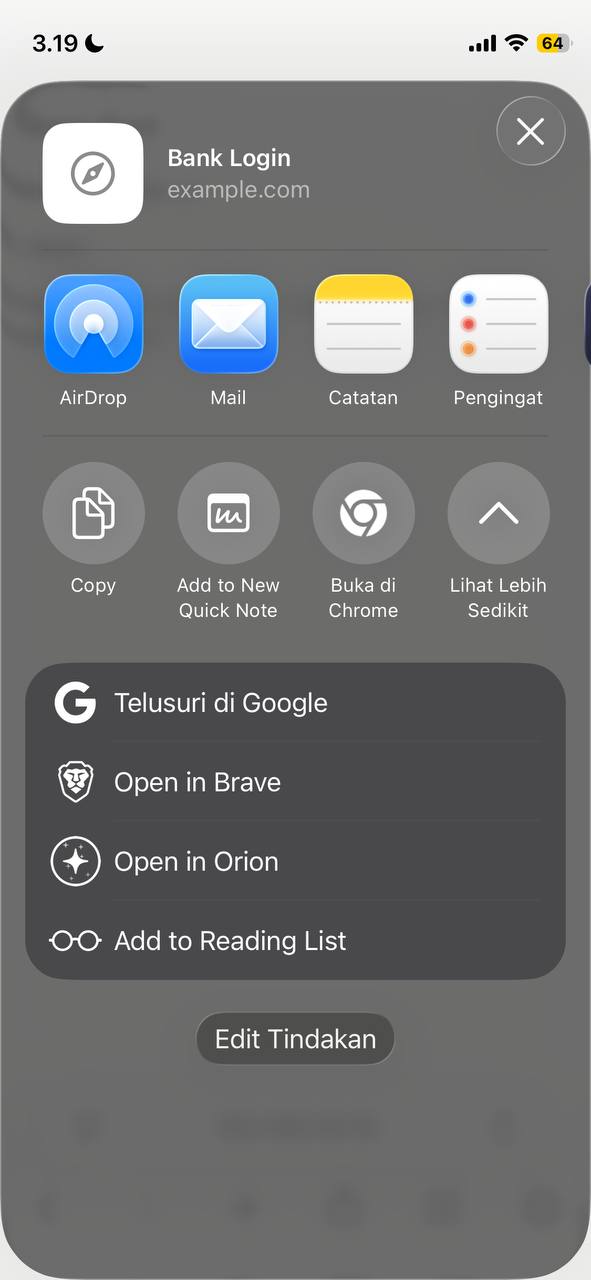 3.19
64
Bank Login
example.com
AirDrop
Mail
Catatan
Pengingat
Copy
Add to New
Quick Note
Buka di
Chrome
Lihat Lebih
Sedikit
Telusuri di Google
Open in Brave
Open in Orion
Add to Reading List
Edit Tindakan